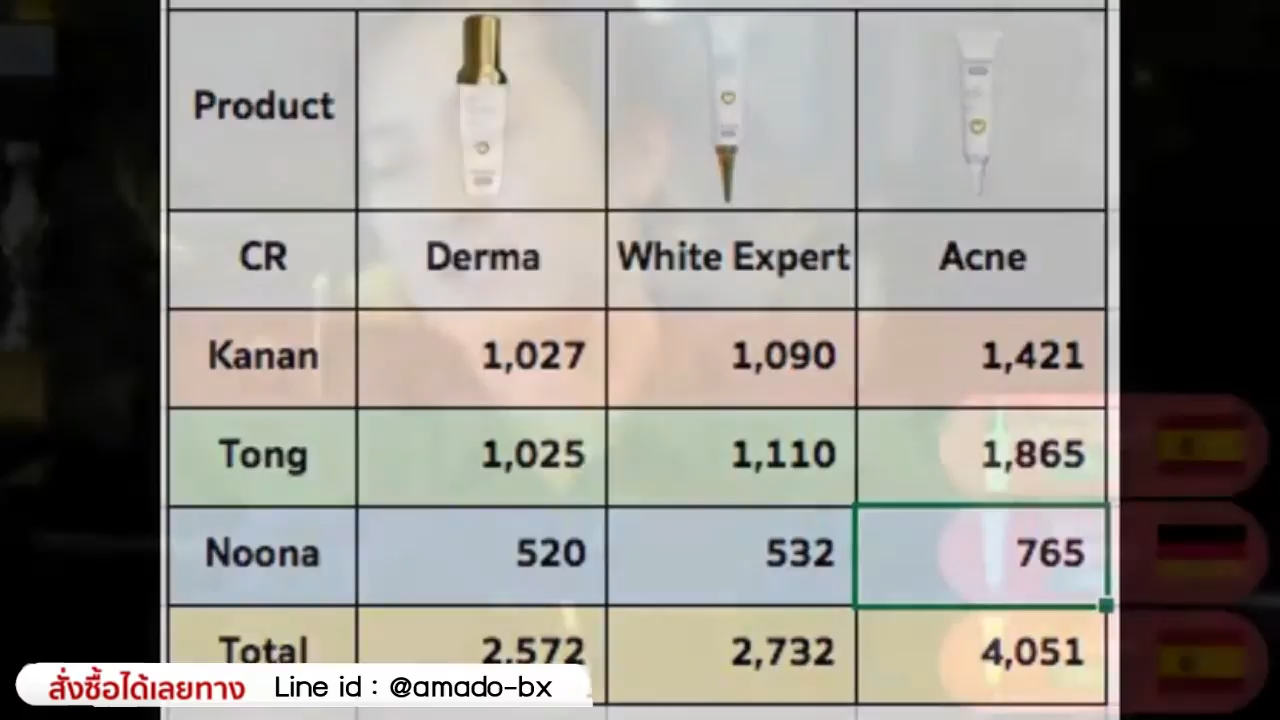 Product
CR Derma White Expert Acne
Kanan 1,027 1,090 1,421
Tong 1,025 1,110 1,865
Noona 520 532 765
Total 2,572 2,732 4,051
สั่งซื้อได้เลยทาง Line id : @amado-bx